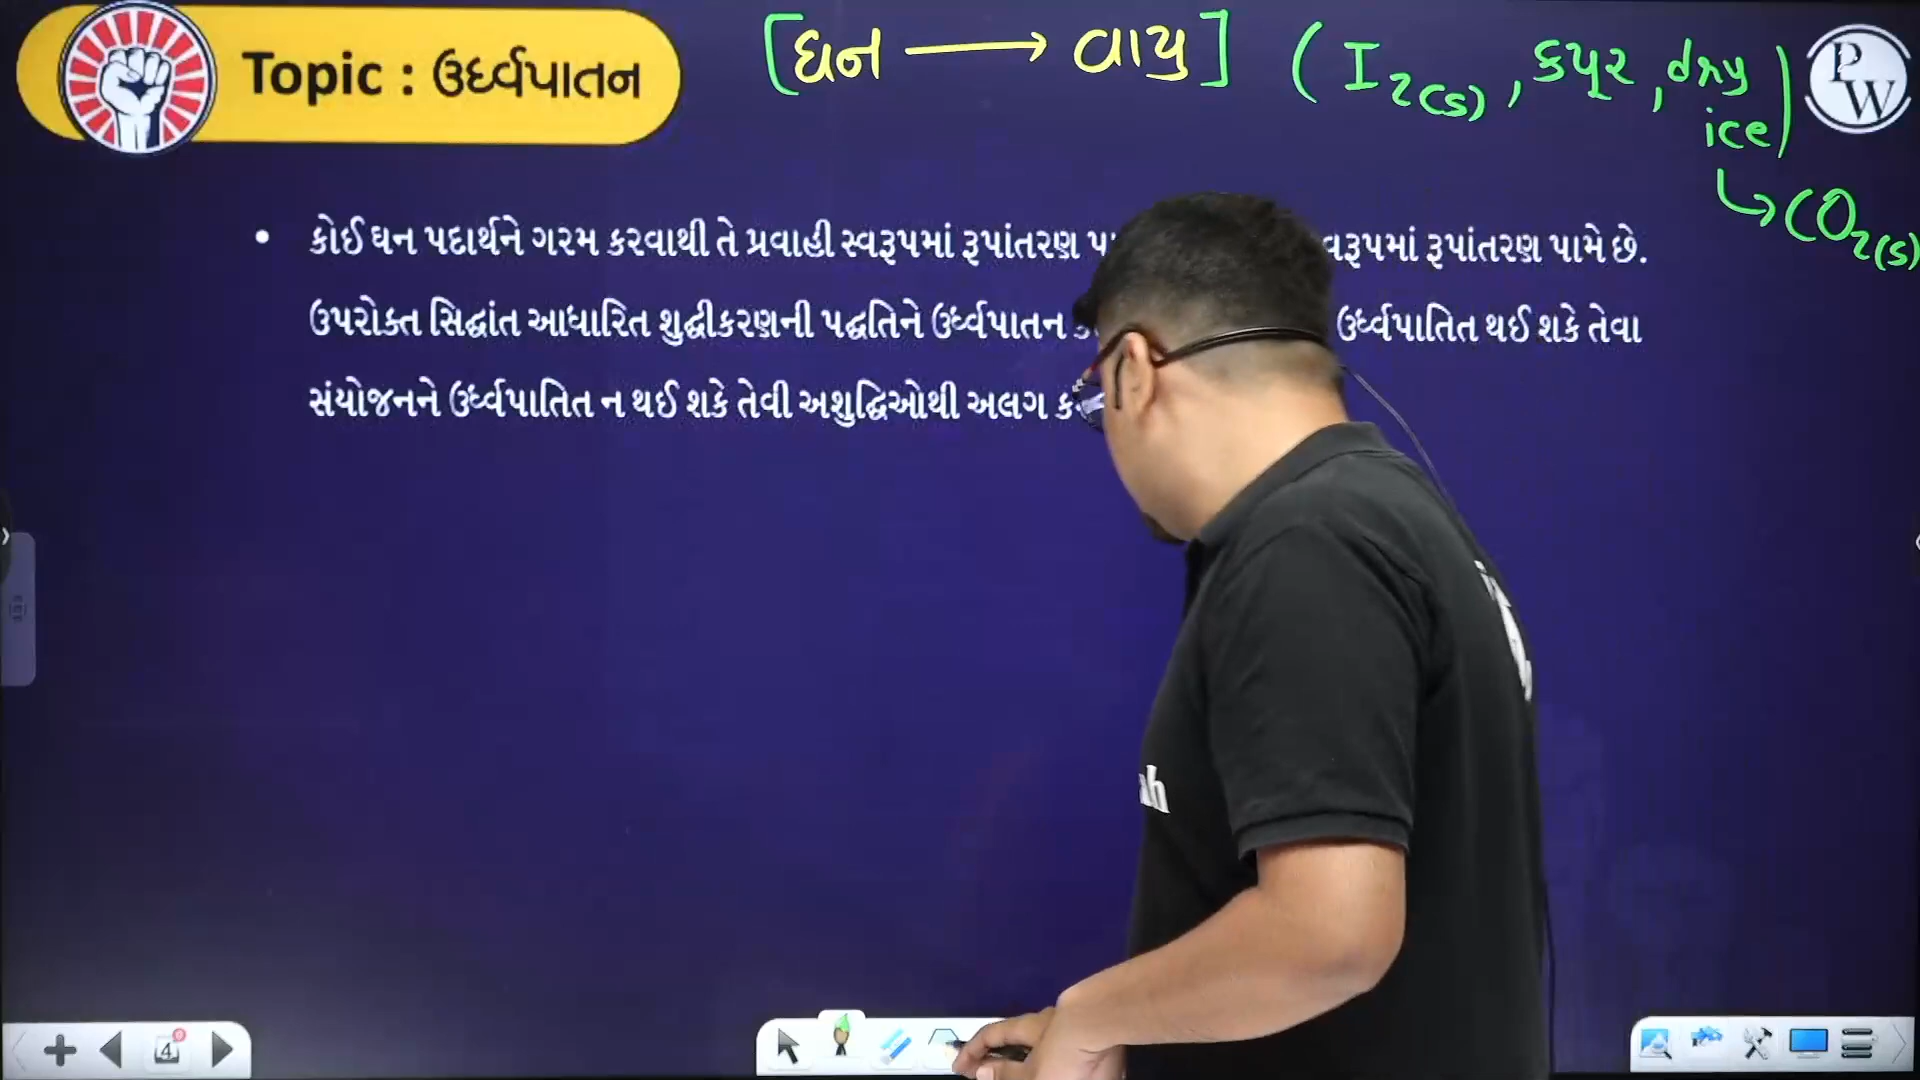 Topic : ઉર્ધ્વપાતન
[ ઘન ⟶ વાયુ ] ( I2(s) , કપૂર , dry ice )
↳ CO2(s)
PW
• કોઈ ઘન પદાર્થને ગરમ કરવાથી તે પ્રવાહી સ્વરૂપમાં રૂપાંતરણ રૂપાંતરણ પામે છે.
ઉપરોક્ત સિદ્ધાંત આધારિત શુદ્ધીકરણની પદ્ધતિને ઉર્ધ્વપાતન ઉર્ધ્વપાતિત થઈ શકે તેવા
સંયોજનને ઉર્ધ્વપાતિત ન થઈ શકે તેવી અશુદ્ધિઓથી અલગ
4